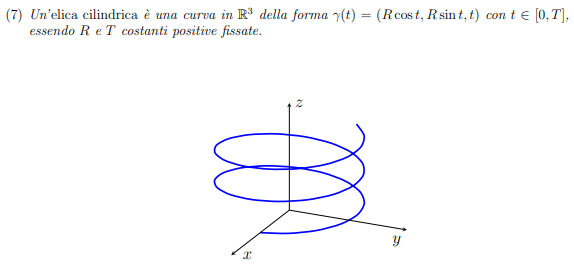 (7) Un'elica cilindrica è una curva in ℝ³ della forma γ(t) = (R cos t, R sin t, t) con t ∈ [0, T],
essendo R e T costanti positive fissate.
z
y
x